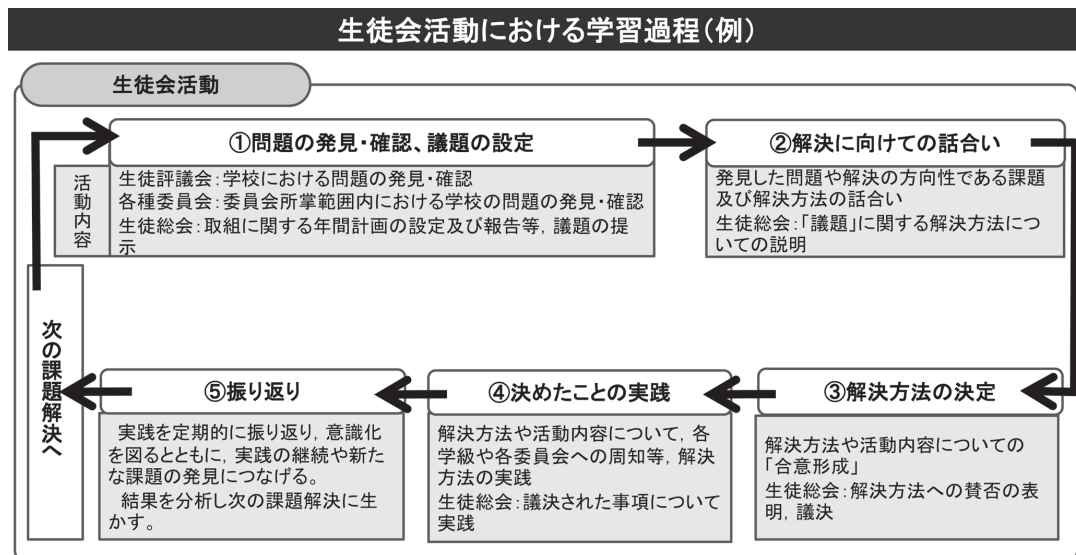 生徒会活動における学習過程(例)
生徒会活動
①問題の発見・確認、議題の設定
活動内容
生徒評議会:学校における問題の発見・確認
各種委員会:委員会所掌範囲内における学校の問題の発見・確認
生徒総会:取組に関する年間計画の設定及び報告等,議題の提
示
②解決に向けての話合い
発見した問題や解決の方向性である課題
及び解決方法の話合い
生徒総会:「議題」に関する解決方法につ
いての説明
③解決方法の決定
解決方法や活動内容についての
「合意形成」
生徒総会:解決方法への賛否の表
明,議決
④決めたことの実践
解決方法や活動内容について,各
学級や各委員会への周知等,解決
方法の実践
生徒総会:議決された事項について
実践
⑤振り返り
実践を定期的に振り返り,意識化
を図るとともに,実践の継続や新た
な課題の発見につなげる。
結果を分析し次の課題解決に生
かす。
次の課題解決へ